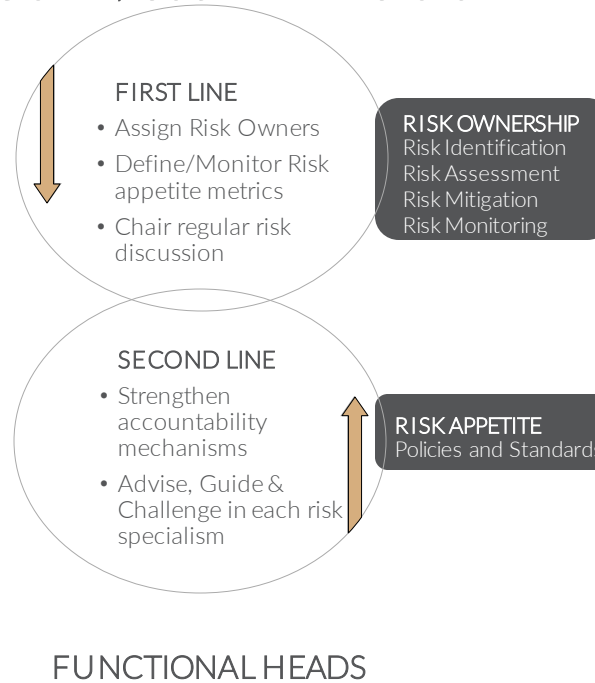 FIRST LINE
• Assign Risk Owners
• Define/Monitor Risk
appetite metrics
• Chair regular risk
discussion
RISK OWNERSHIP
Risk Identification
Risk Assessment
Risk Mitigation
Risk Monitoring
SECOND LINE
• Strengthen
accountability
mechanisms
• Advise, Guide &
Challenge in each risk
specialism
RISK APPETITE
Policies and Standards
FUNCTIONAL HEADS